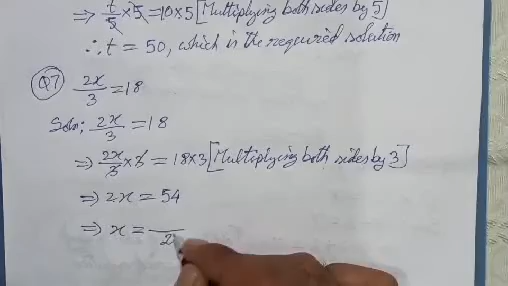 ⇒ t/5 × 5 = 10×5 [Multiplying both sides by 5]
∴ t = 50, which is the required solution
Q7 2x/3 = 18
Soln: 2x/3 = 18
⇒ 2x/3 × 3 = 18×3 [Multiplying both sides by 3]
⇒ 2x = 54
⇒ x = /2